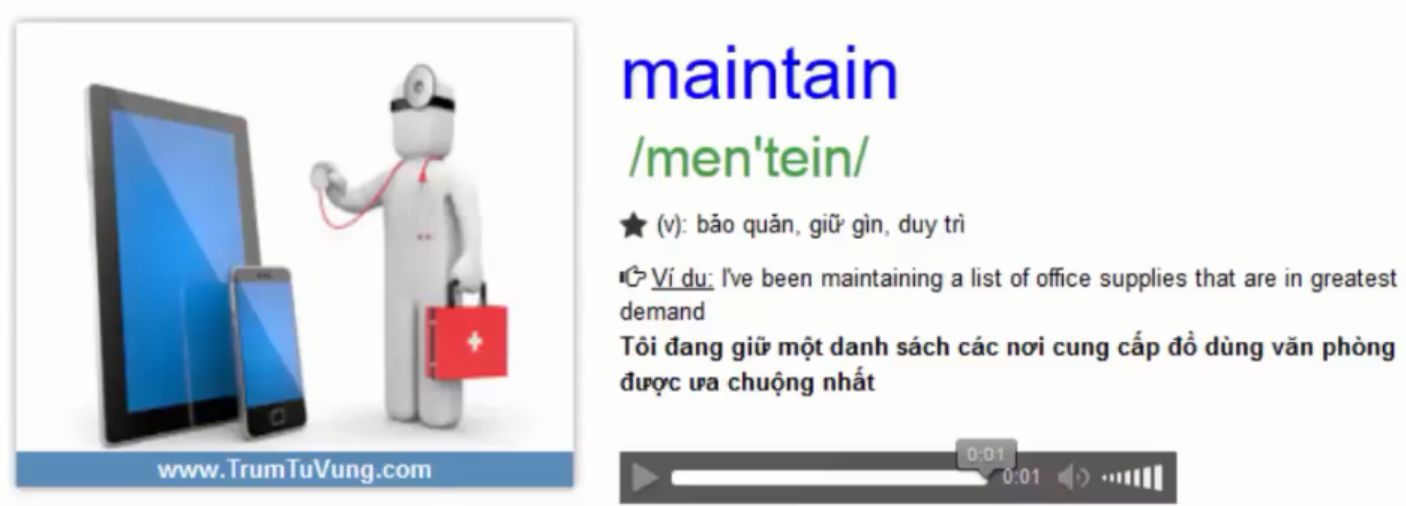 maintain
/men'tein/
(v): bảo quản, giữ gìn, duy trì
Ví dụ: I've been maintaining a list of office supplies that are in greatest
demand
Tôi đang giữ một danh sách các nơi cung cấp đồ dùng văn phòng
được ưa chuộng nhất
www.TrumTuVung.com
0:01
0:01